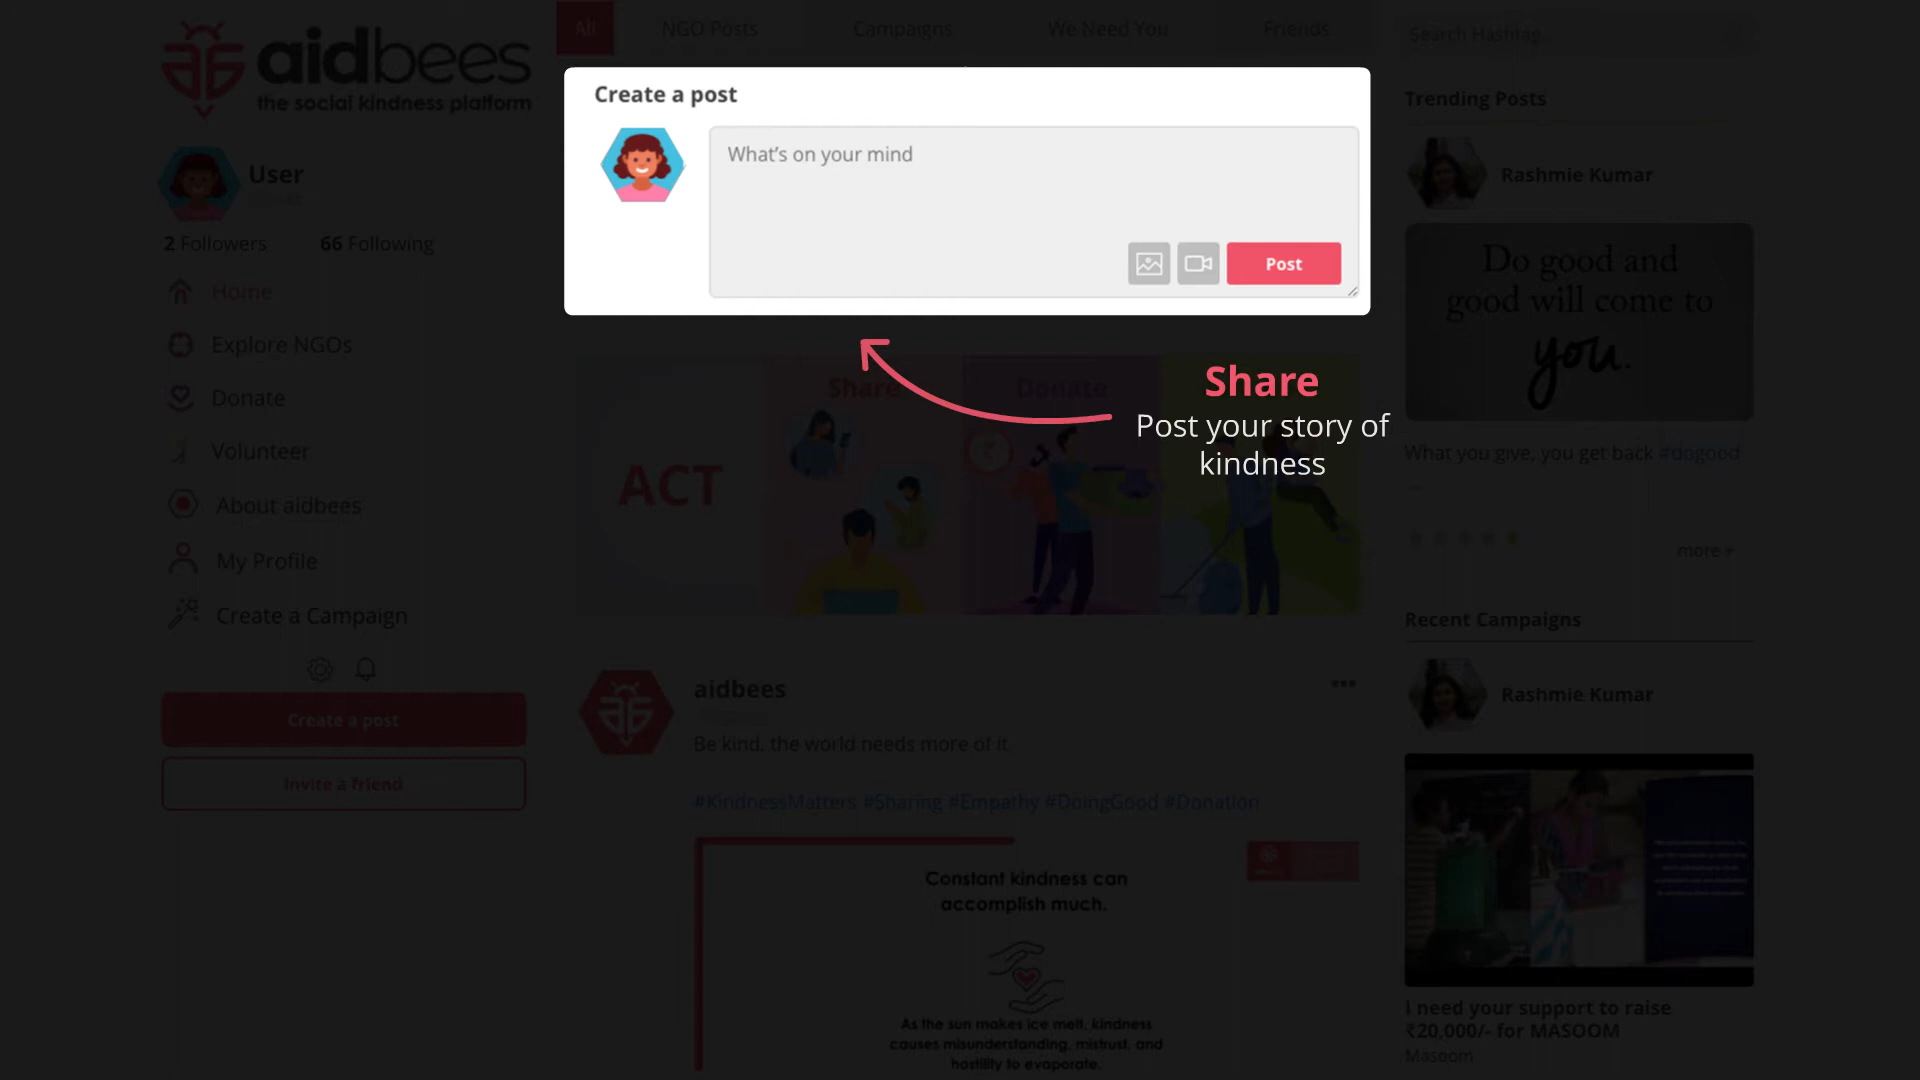 aidbees
the social kindness platform
All
NGO Posts
Campaigns
We Need You
Friends
Search Hashtag
Create a post
What's on your mind
Post
Share
Post your story of
kindness
User
2 Followers
66 Following
Home
Explore NGOs
Donate
Volunteer
About aidbees
My Profile
Create a Campaign
Create a post
Invite a friend
ACT
Share
Donate
aidbees
Be kind, the world needs more of it.
#KindnessMatters #Sharing #Empathy #DoingGood #Donation
Constant kindness can
accomplish much.
As the sun makes ice melt, kindness
causes misunderstanding, mistrust, and
hostility to evaporate.
Trending Posts
Rashmie Kumar
Do good and
good will come to
you.
What you give, you get back #dogood
more +
Recent Campaigns
Rashmie Kumar
I need your support to raise
₹20,000/- for MASOOM
Masoom